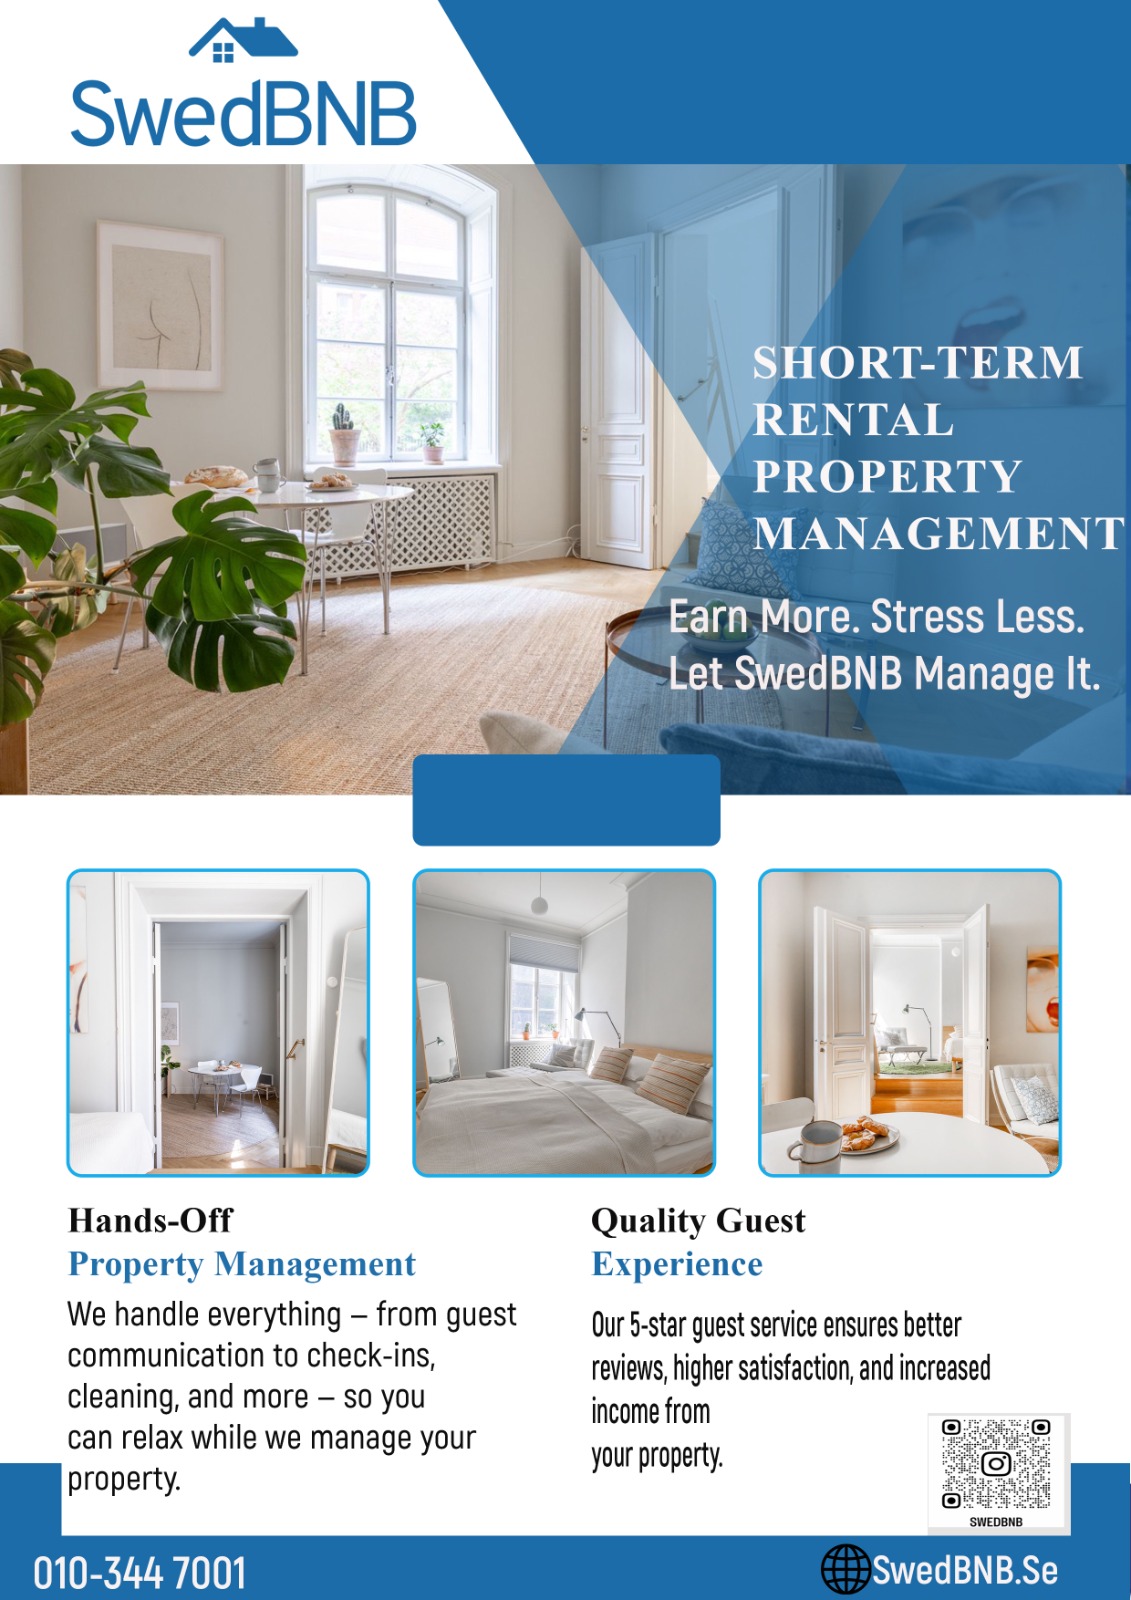 SwedBNB
SHORT-TERM
RENTAL
PROPERTY
MANAGEMENT
Earn More. Stress Less.
Let SwedBNB Manage It.
Hands-Off
Property Management
We handle everything – from guest
communication to check-ins,
cleaning, and more – so you
can relax while we manage your
property.
Quality Guest
Experience
Our 5-star guest service ensures better
reviews, higher satisfaction, and increased
income from
your property.
SWEDBNB
010-344 7001
SwedBNB.Se